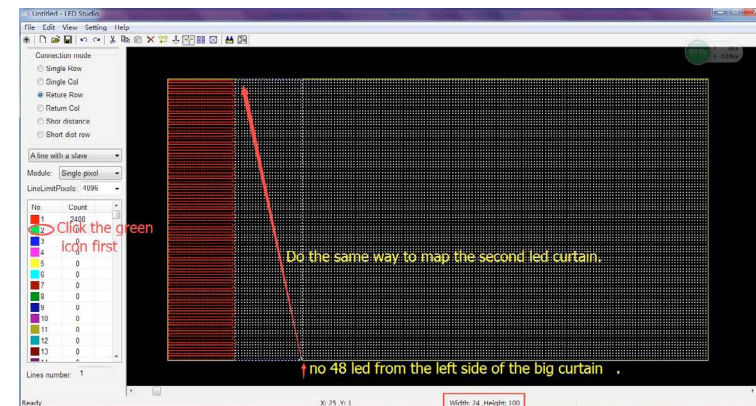 Untitled - LED Studio
File Edit View Setting Help
Connection mode
Single Row
Single Col
Reture Row
Return Col
Shor distance
Short dist row
A line with a slave
Module: Single pixel
LineLimitPixels: 4096
No. Count
1 2400
2
3 0
4 0
5 0
6 0
7 0
8 0
9 0
10 0
11 0
12 0
13 0
Click the green
icon first
Do the same way to map the second led curtain.
no 48 led from the left side of the big curtain .
Lines number: 1
Ready
X: 25 ,Y: 1
Width: 24 ,Height: 100